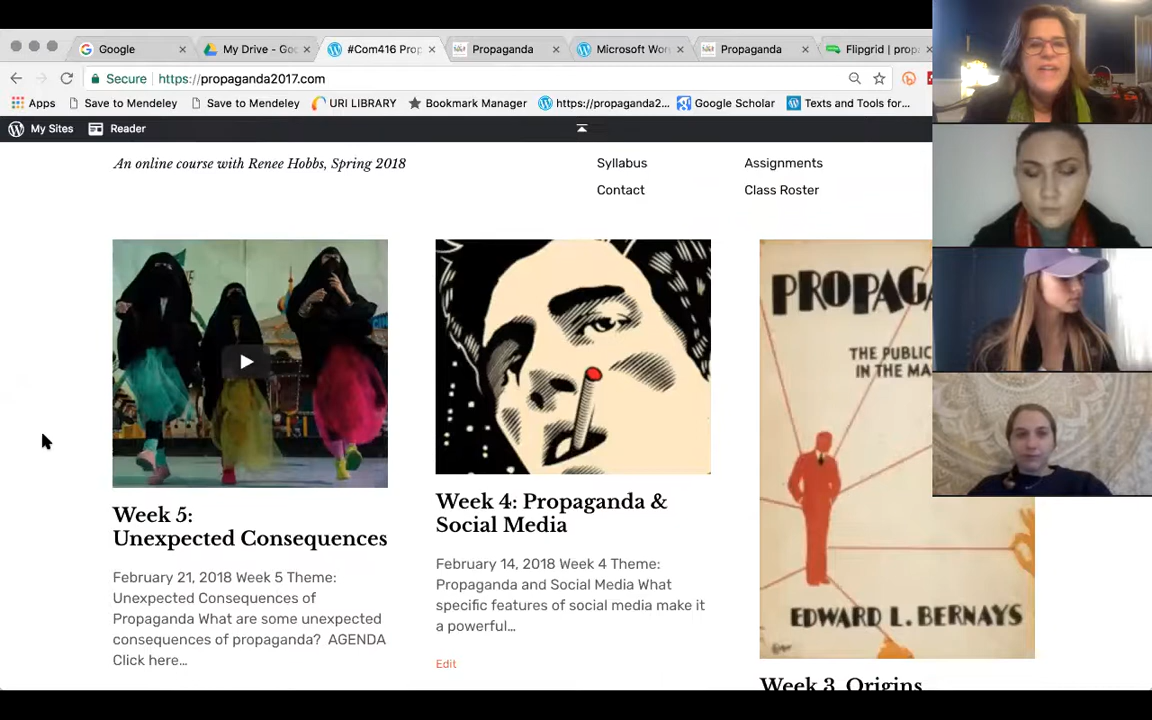 Google
My Drive - Goo
#Com416 Prop
Propaganda
Microsoft Wor
Propaganda
Flipgrid | prop
Secure
https://propaganda2017.com
Apps
Save to Mendeley
Save to Mendeley
URI LIBRARY
Bookmark Manager
https://propaganda2...
Google Scholar
Texts and Tools for...
My Sites
Reader
An online course with Renee Hobbs, Spring 2018
Syllabus
Assignments
Contact
Class Roster
Week 5:
Unexpected Consequences
February 21, 2018 Week 5 Theme:
Unexpected Consequences of
Propaganda What are some unexpected
consequences of propaganda? AGENDA
Click here...
Week 4: Propaganda &
Social Media
February 14, 2018 Week 4 Theme:
Propaganda and Social Media What
specific features of social media make it
a powerful...
Edit
PROPAG
THE PUBLIC
IN THE MA
EDWARD L. BERNAYS
Week 3. Origins